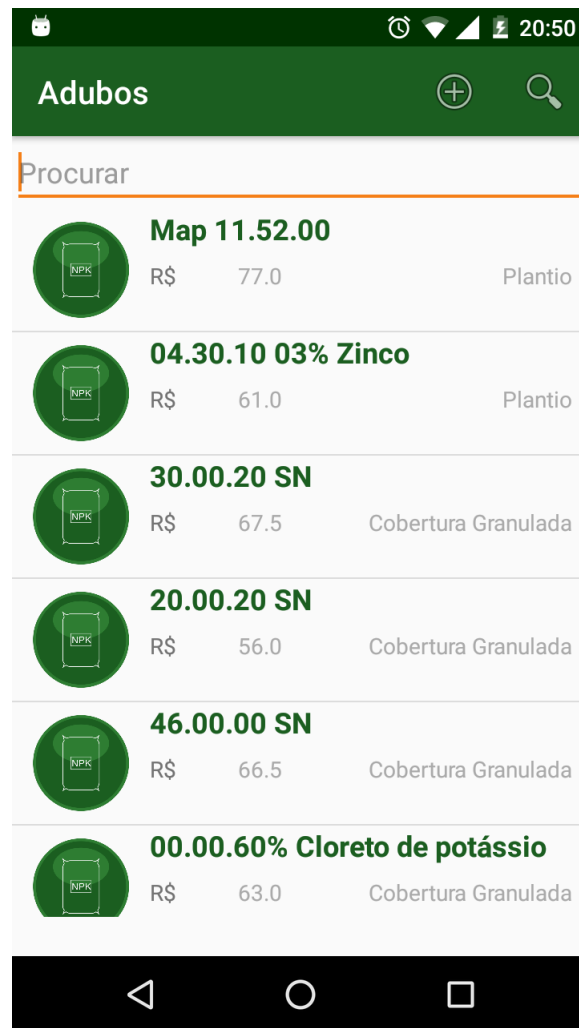 20:50
Adubos
Procurar
Map 11.52.00
NPK
R$ 77.0 Plantio
04.30.10 03% Zinco
NPK
R$ 61.0 Plantio
30.00.20 SN
NPK
R$ 67.5 Cobertura Granulada
20.00.20 SN
NPK
R$ 56.0 Cobertura Granulada
46.00.00 SN
NPK
R$ 66.5 Cobertura Granulada
00.00.60% Cloreto de potássio
NPK
R$ 63.0 Cobertura Granulada